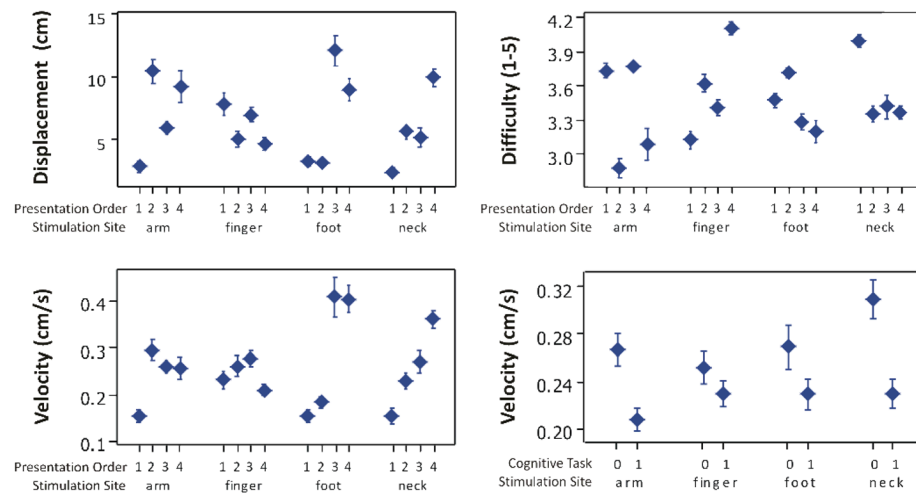 Displacement (cm)
15
10
5
Presentation Order 1 2 3 4 1 2 3 4 1 2 3 4 1 2 3 4
Stimulation Site arm finger foot neck
Difficulty (1-5)
4.2
3.9
3.6
3.3
3.0
Presentation Order 1 2 3 4 1 2 3 4 1 2 3 4 1 2 3 4
Stimulation Site arm finger foot neck
Velocity (cm/s)
0.4
0.3
0.2
0.1
Presentation Order 1 2 3 4 1 2 3 4 1 2 3 4 1 2 3 4
Stimulation Site arm finger foot neck
Velocity (cm/s)
0.32
0.28
0.24
0.20
Cognitive Task 0 1 0 1 0 1 0 1
Stimulation Site arm finger foot neck